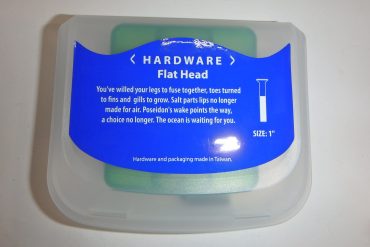 < HARDWARE >
Flat Head
You've willed your legs to fuse together, toes turned
to fins and gills to grow. Salt parts lips no longer
made for air. Poseidon's wake points the way,
a choice no longer. The ocean is waiting for you.
SIZE: 1"
Hardware and packaging made in Taiwan.